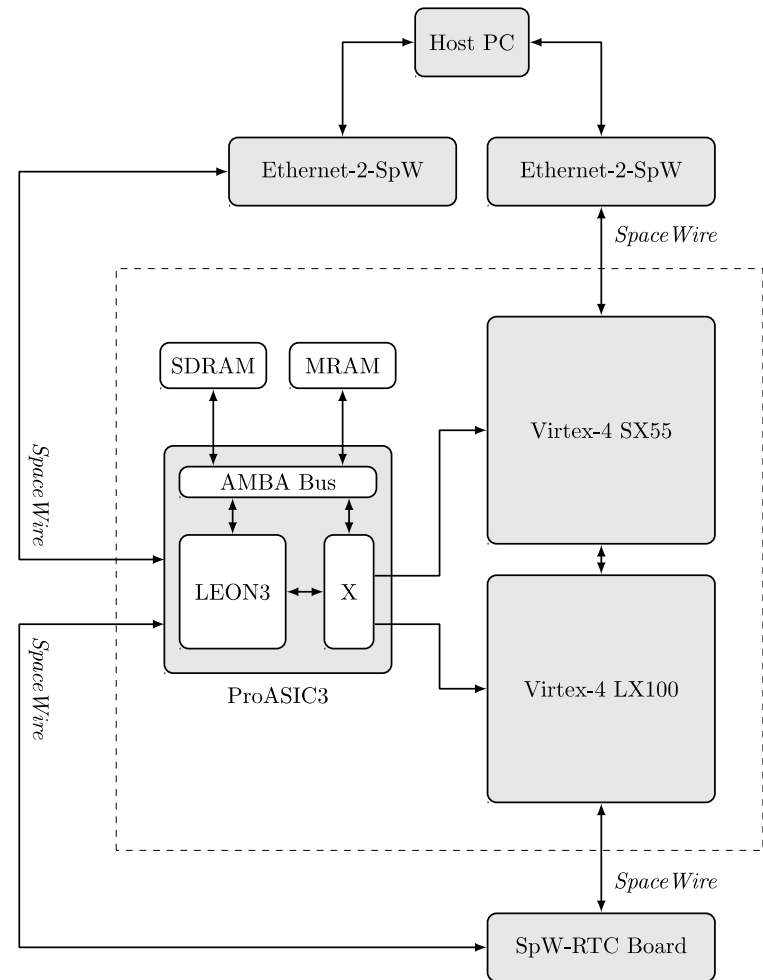 Host PC
Ethernet-2-SpW
Ethernet-2-SpW
SpaceWire
SDRAM
MRAM
Virtex-4 SX55
SpaceWire
AMBA Bus
LEON3
X
SpaceWire
ProASIC3
Virtex-4 LX100
SpaceWire
SpW-RTC Board